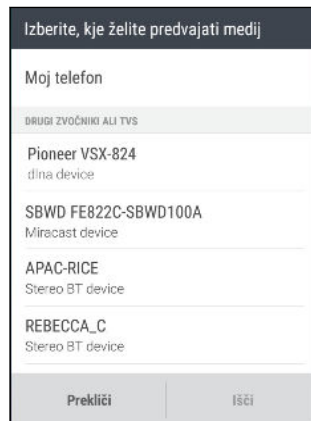 Izberite, kje želite predvajati medij
Moj telefon
DRUGI ZVOČNIKI ALI TVS
Pioneer VSX-824
dlna device
SBWD FE822C-SBWD100A
Miracast device
APAC-RICE
Stereo BT device
REBECCA_C
Stereo BT device
Prekliči
Išči